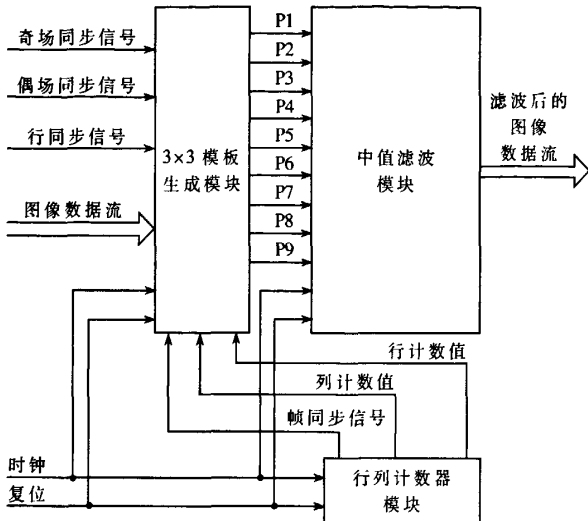 奇场同步信号
偶场同步信号
行同步信号
图像数据流
3×3 模板
生成模块
P1
P2
P3
P4
P5
P6
P7
P8
P9
中值滤波
模块
滤波后的
图像
数据流
行计数值
列计数值
帧同步信号
时钟
复位
行列计数器
模块